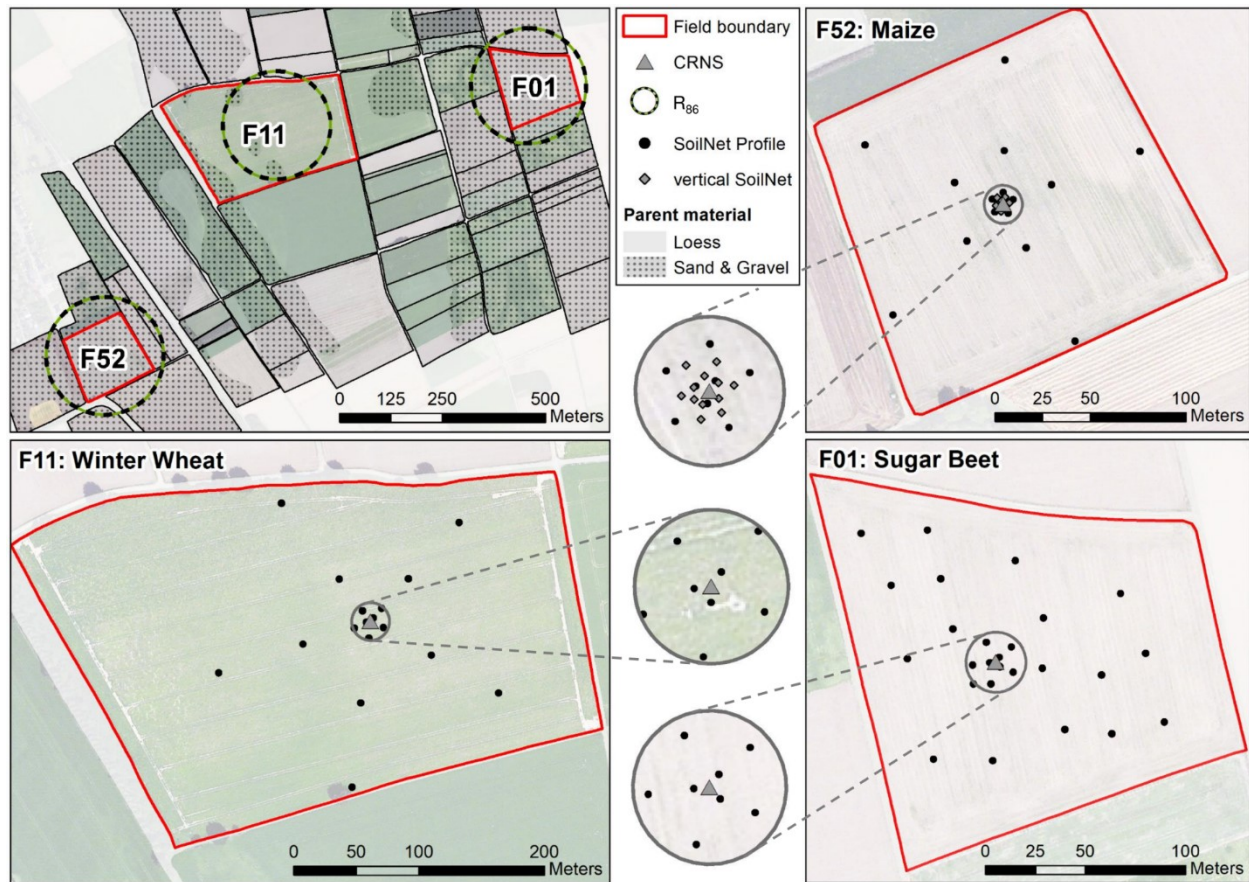 F11
F01
F52
0 125 250 500
Meters
Field boundary
CRNS
R86
SoilNet Profile
vertical SoilNet
Parent material
Loess
Sand & Gravel
F52: Maize
0 25 50 100
Meters
F11: Winter Wheat
0 50 100 200
Meters
F01: Sugar Beet
0 25 50 100
Meters